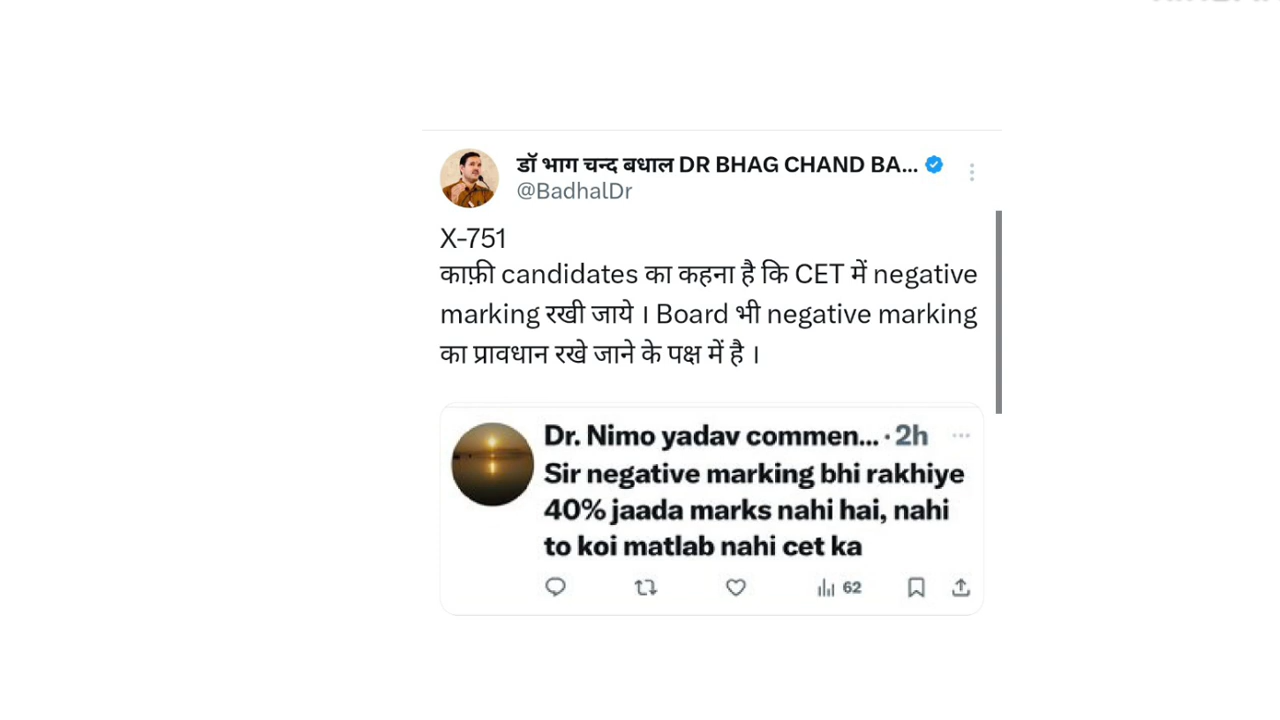 डॉ भाग चन्द बधाल DR BHAG CHAND BA...
@BadhalDr
X-751
काफ़ी candidates का कहना है कि CET में negative
marking रखी जाये । Board भी negative marking
का प्रावधान रखे जाने के पक्ष में है ।
Dr. Nimo yadav commen... · 2h
Sir negative marking bhi rakhiye
40% jaada marks nahi hai, nahi
to koi matlab nahi cet ka
62